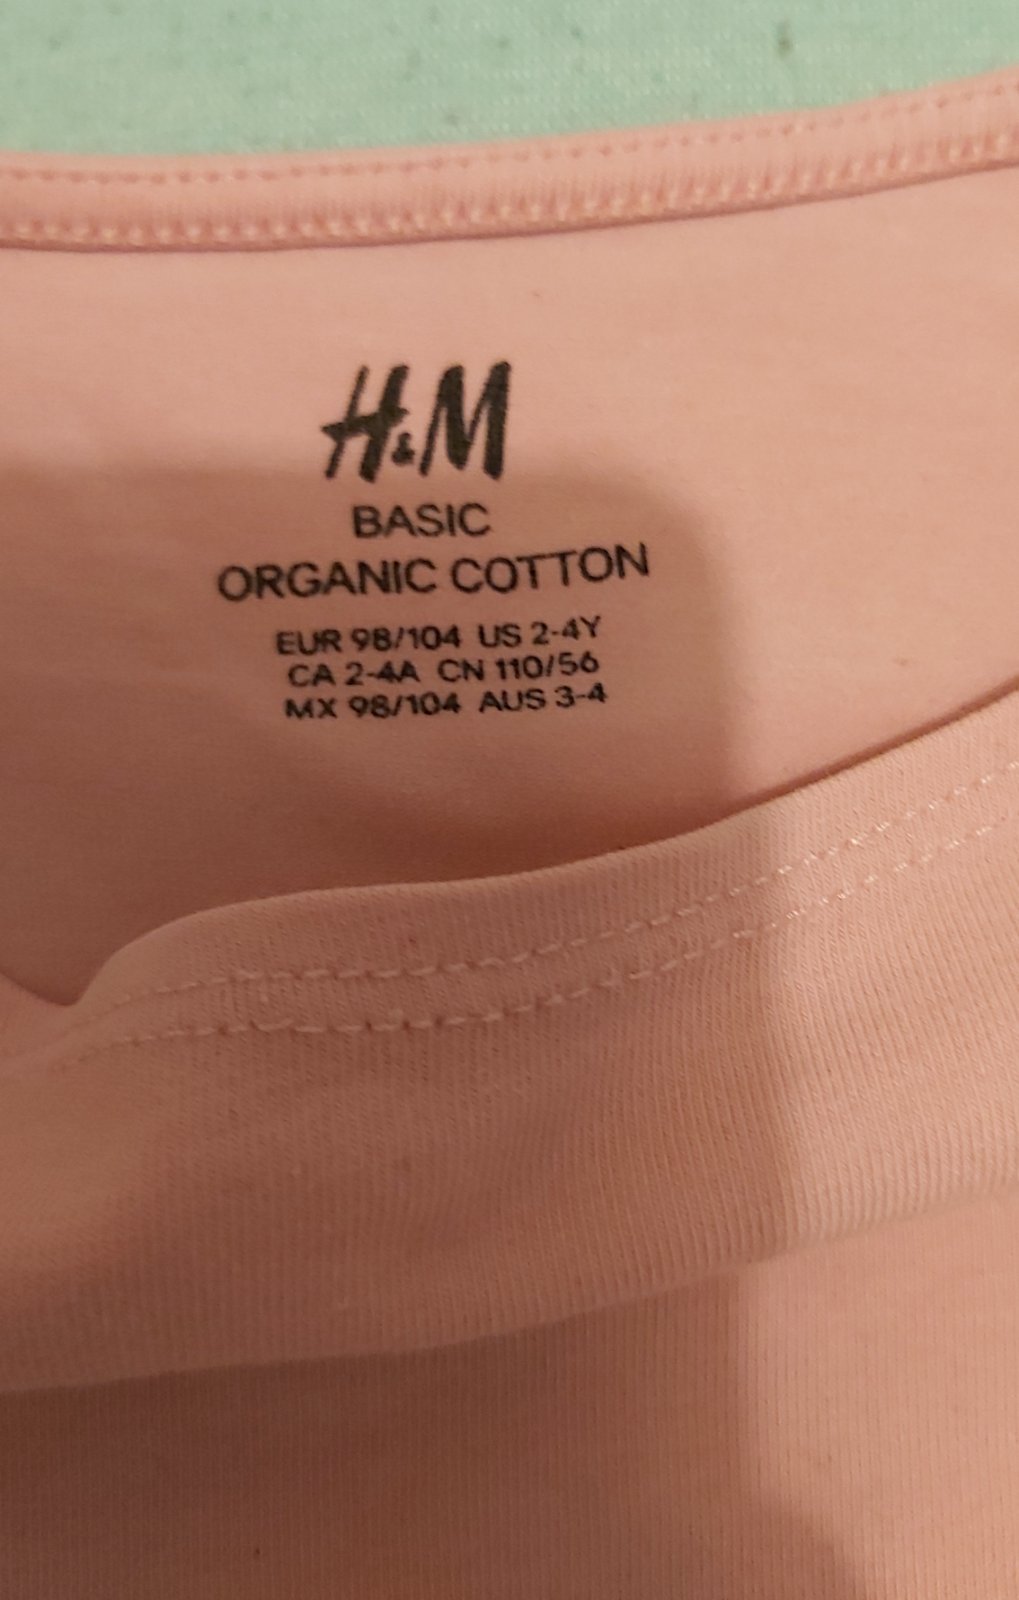 H&M
BASIC
ORGANIC COTTON
EUR 98/104 US 2-4Y
CA 2-4A CN 110/56
MX 98/104 AUS 3-4